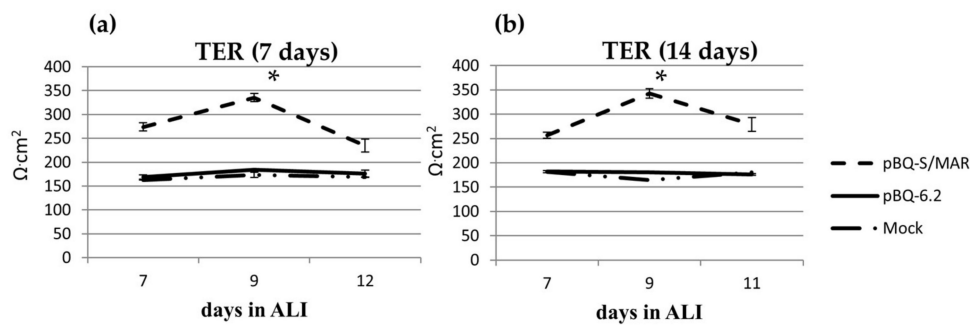 (a)
TER (7 days)
*
400
350
300
250
200
150
100
50
0
Ω·cm²
7 9 12
days in ALI
(b)
TER (14 days)
*
400
350
300
250
200
150
100
50
0
Ω·cm²
7 9 11
days in ALI
pBQ-S/MAR
pBQ-6.2
Mock